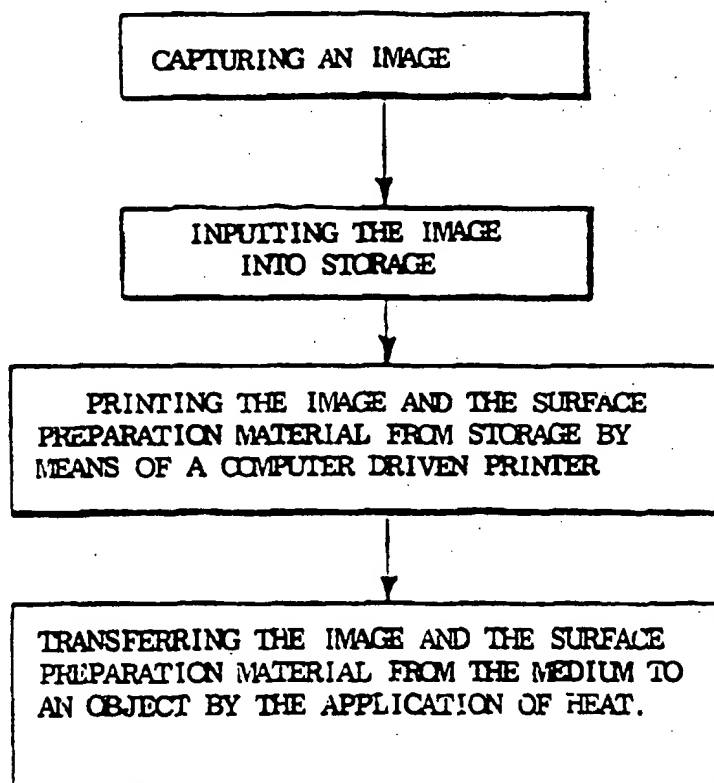 CAPTURING AN IMAGE
INPUTTING THE IMAGE
INTO STORAGE
PRINTING THE IMAGE AND THE SURFACE
PREPARATION MATERIAL FROM STORAGE BY
MEANS OF A COMPUTER DRIVEN PRINTER
TRANSFERRING THE IMAGE AND THE SURFACE
PREPARATION MATERIAL FROM THE MEDIUM TO
AN OBJECT BY THE APPLICATION OF HEAT.